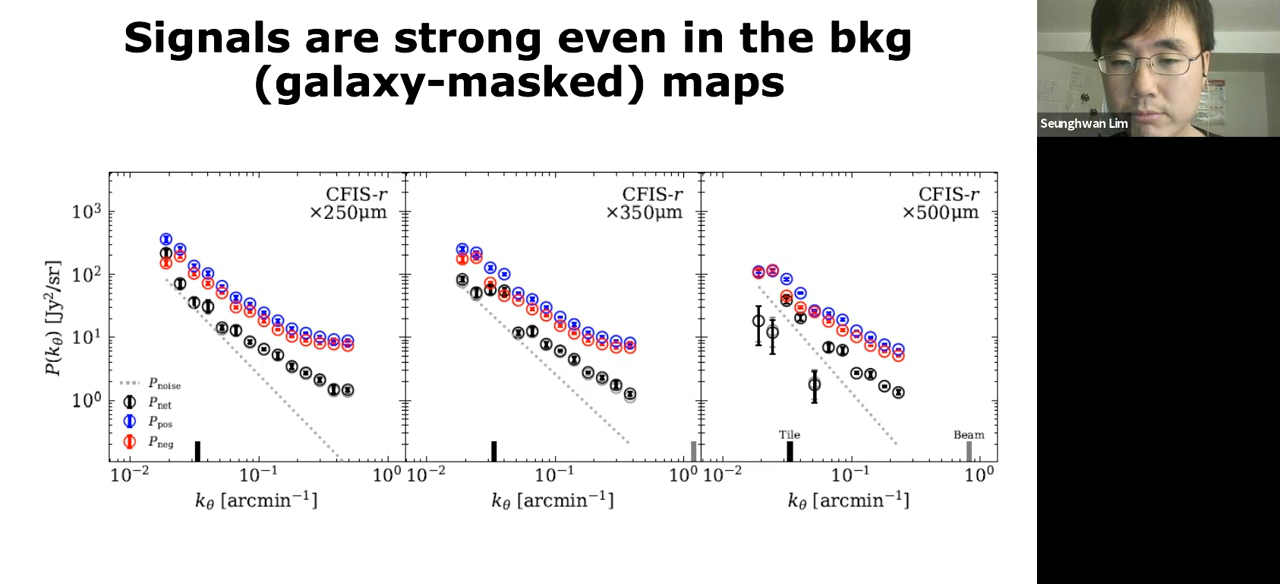 Signals are strong even in the bkg
(galaxy-masked) maps
Seunghwan Lim
CFIS-r
×250μm
CFIS-r
×350μm
CFIS-r
×500μm
P(kθ) [Jy²/sr]
10³
10²
10¹
10⁰
Pnoise
Pnet
Ppos
Pneg
Tile
Beam
10⁻² 10⁻¹ 10⁰ 10⁻² 10⁻¹ 10⁰ 10⁻² 10⁻¹ 10⁰
kθ [arcmin⁻¹] kθ [arcmin⁻¹] kθ [arcmin⁻¹]